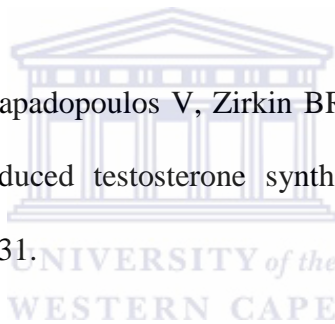 apadopoulos V, Zirkin BR
duced testosterone synth
31.
UNIVERSITY of the
WESTERN CAPE